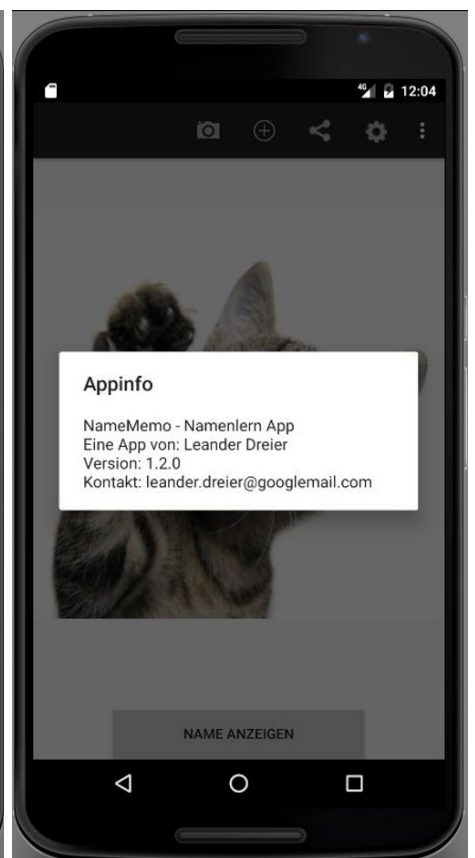 4G 12:04
Appinfo
NameMemo - Namenlern App
Eine App von: Leander Dreier
Version: 1.2.0
Kontakt: leander.dreier@googlemail.com
NAME ANZEIGEN